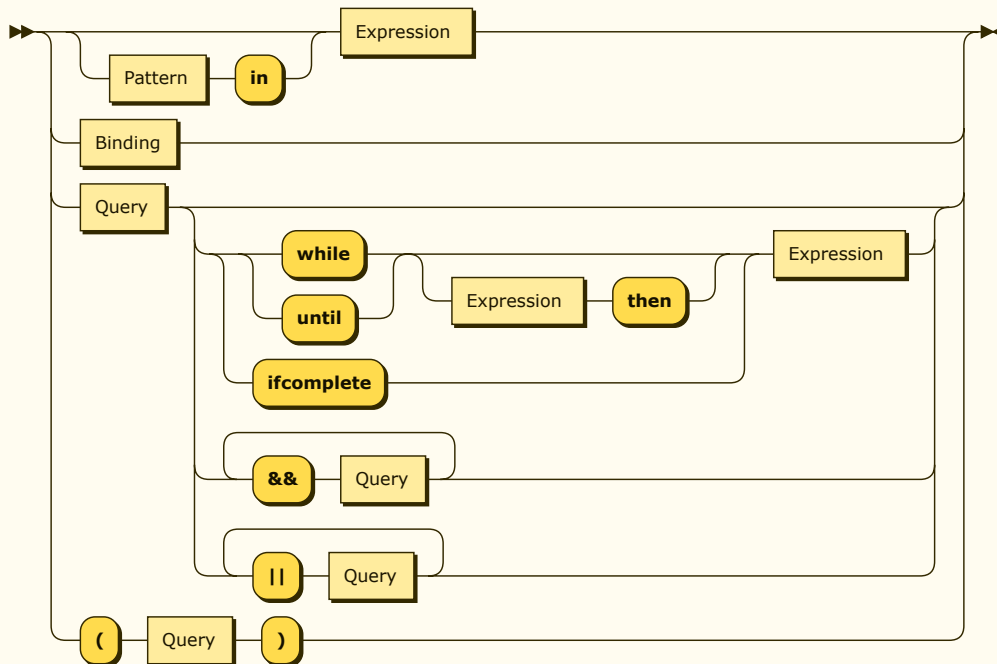 Expression
Pattern in
Binding
Query
while Expression
Expression then
until
ifcomplete
&& Query
|| Query
( Query )